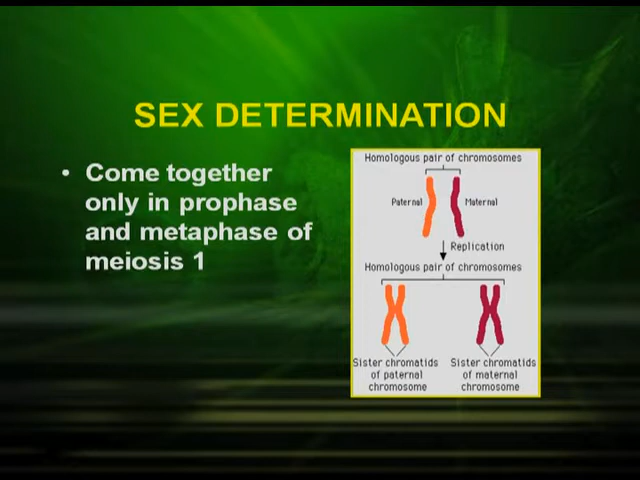 SEX DETERMINATION
• Come together
only in prophase
and metaphase of
meiosis 1
Homologous pair of chromosomes
Paternal
Maternal
Replication
Homologous pair of chromosomes
Sister chromatids
of paternal
chromosome
Sister chromatids
of maternal
chromosome